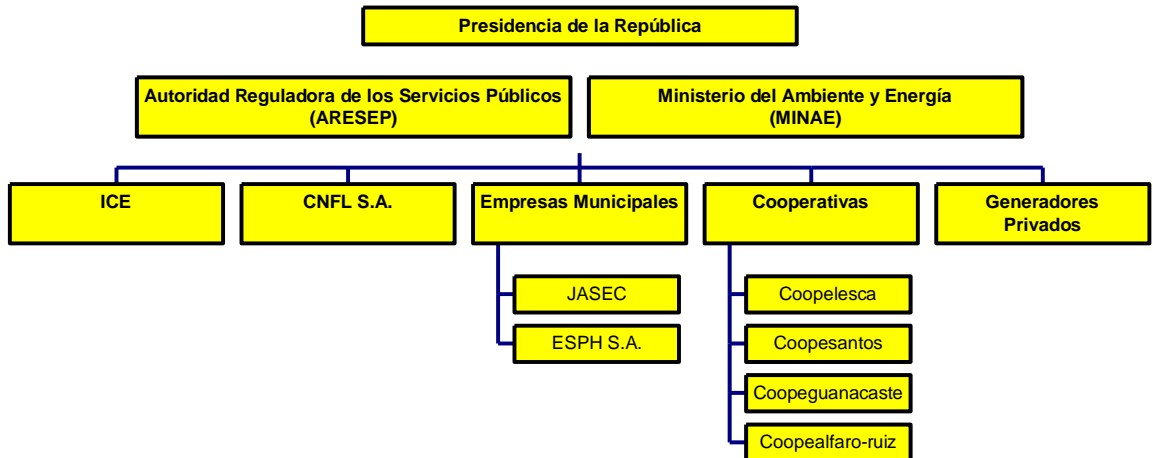 Presidencia de la República
Autoridad Reguladora de los Servicios Públicos
(ARESEP)
Ministerio del Ambiente y Energía
(MINAE)
ICE
CNFL S.A.
Empresas Municipales
Cooperativas
Generadores
Privados
JASEC
ESPH S.A.
Coopelesca
Coopesantos
Coopeguanacaste
Coopealfaro-ruiz